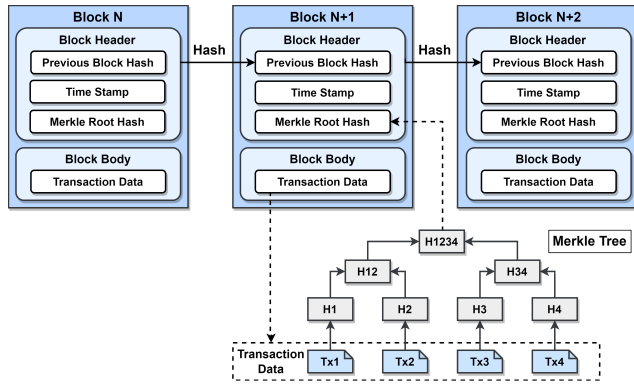 Block N
Block Header
Previous Block Hash
Time Stamp
Merkle Root Hash
Block Body
Transaction Data
Hash
Block N+1
Block Header
Previous Block Hash
Time Stamp
Merkle Root Hash
Block Body
Transaction Data
Hash
Block N+2
Block Header
Previous Block Hash
Time Stamp
Merkle Root Hash
Block Body
Transaction Data
H1234
Merkle Tree
H12
H34
H1
H2
H3
H4
Transaction
Data
Tx1
Tx2
Tx3
Tx4